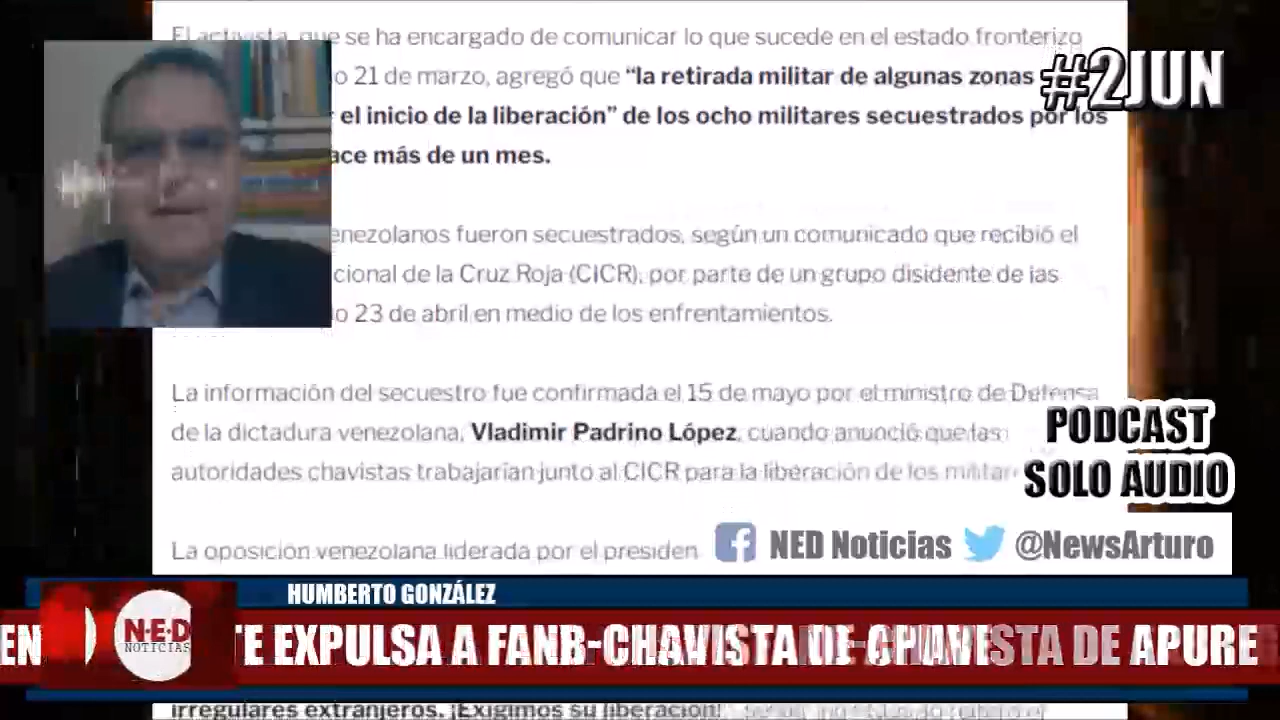 El activista, que se ha encargado de comunicar lo que sucede en el estado fronterizo
o 21 de marzo, agregó que “la retirada militar de algunas zonas
el inicio de la liberación” de los ocho militares secuestrados por los
ace más de un mes.
enezolanos fueron secuestrados, según un comunicado que recibió el
cional de la Cruz Roja (CICR), por parte de un grupo disidente de las
o 23 de abril en medio de los enfrentamientos.
La información del secuestro fue confirmada el 15 de mayo por el ministro de Defensa
de la dictadura venezolana, Vladimir Padrino López, cuando anunció que las
autoridades chavistas trabajarían junto al CICR para la liberación de los militar
La oposición venezolana liderada por el presiden
#2JUN
PODCAST
SOLO AUDIO
NED Noticias @NewsArturo
HUMBERTO GONZÁLEZ
EN
N·E·D
NOTICIAS
TE EXPULSA A FANB-CHAVISTA DE APURE
irregulares extranjeros. ¡Exigimos su liberación!